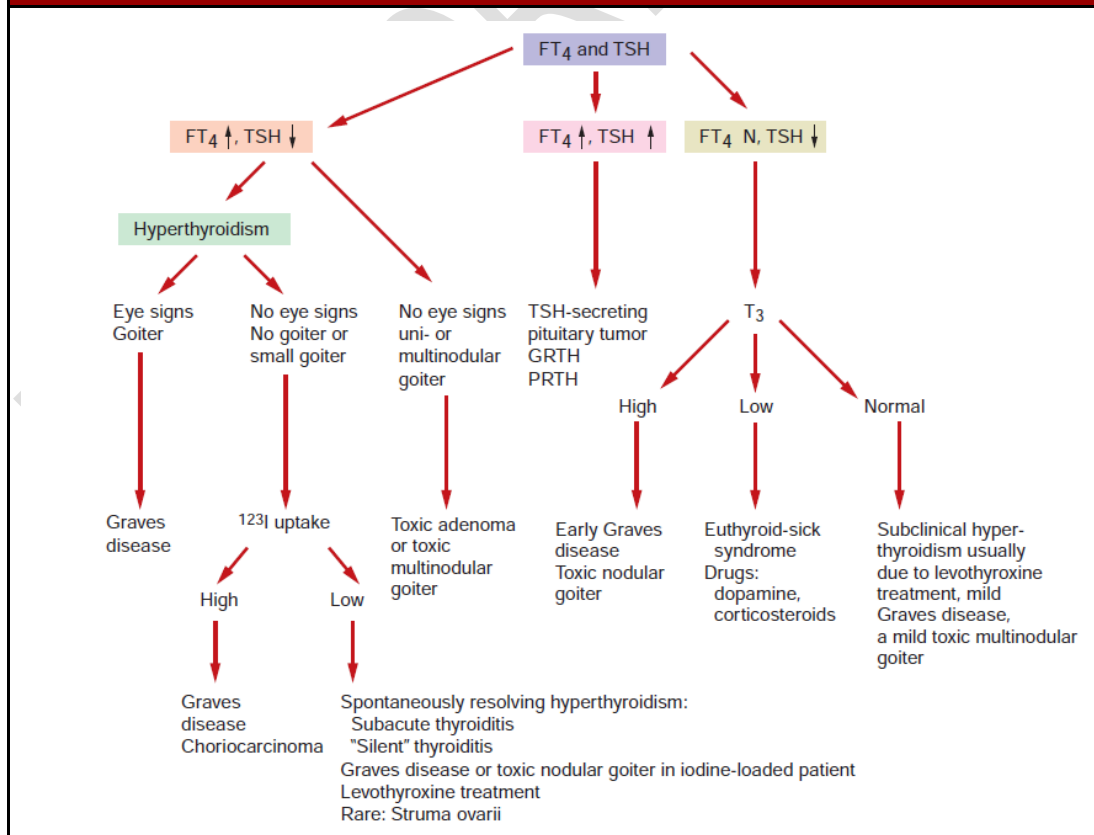 FT4 and TSH
FT4 ↑, TSH ↓
FT4 ↑, TSH ↑
FT4 N, TSH ↓
Hyperthyroidism
Eye signs
Goiter
No eye signs
No goiter or
small goiter
No eye signs
uni- or
multinodular
goiter
TSH-secreting
pituitary tumor
GRTH
PRTH
T3
High
Low
Normal
Graves
disease
123I uptake
Toxic adenoma
or toxic
multinodular
goiter
Early Graves
disease
Toxic nodular
goiter
Euthyroid-sick
syndrome
Drugs:
dopamine,
corticosteroids
Subclinical hyper-
thyroidism usually
due to levothyroxine
treatment, mild
Graves disease,
a mild toxic multinodular
goiter
High
Low
Graves
disease
Choriocarcinoma
Spontaneously resolving hyperthyroidism:
Subacute thyroiditis
"Silent" thyroiditis
Graves disease or toxic nodular goiter in iodine-loaded patient
Levothyroxine treatment
Rare: Struma ovarii